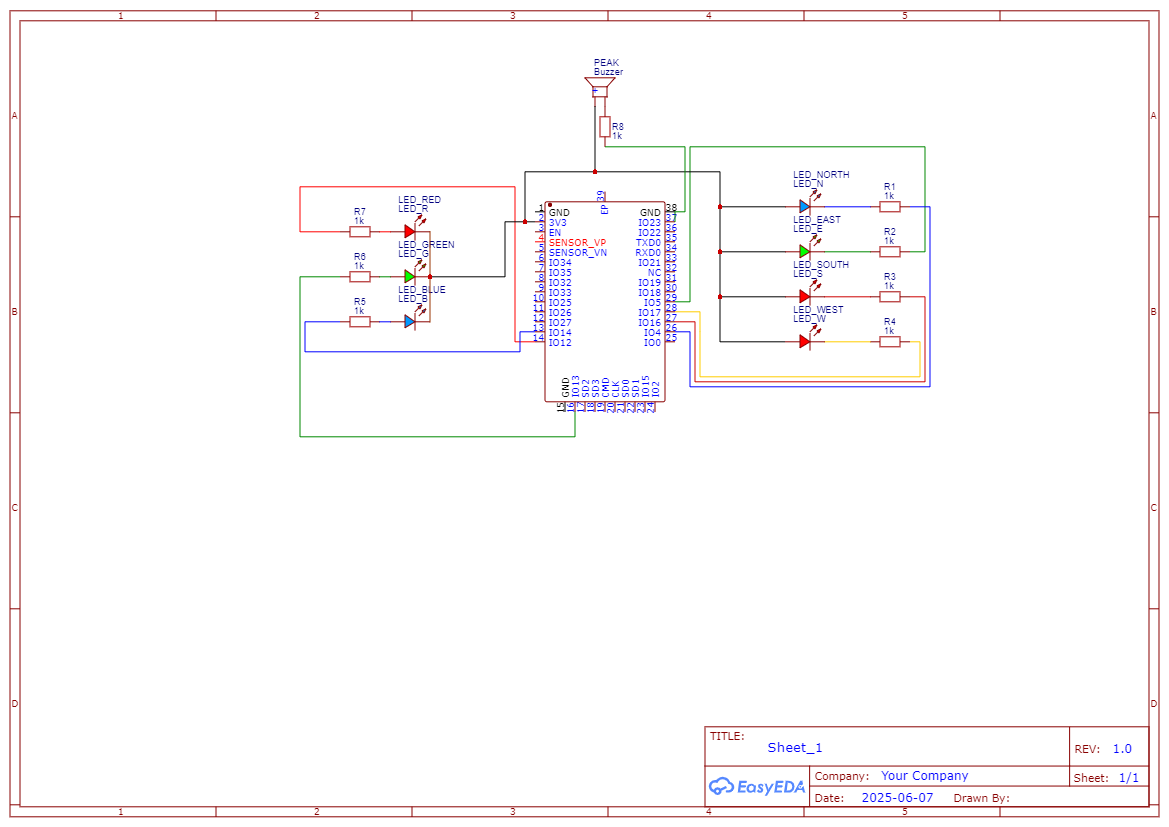 1 2 3 4 5
A
B
C
D
A
B
C
D
PEAK
Buzzer
+
R8
1k
LED_RED
LED_R
R7
1k
LED_GREEN
LED_G
R6
1k
LED_BLUE
LED_B
R5
1k
LED_NORTH
LED_N
R1
1k
LED_EAST
LED_E
R2
1k
LED_SOUTH
LED_S
R3
1k
LED_WEST
LED_W
R4
1k
EP 39
1 GND
2 3V3
3 EN
4 SENSOR_VP
5 SENSOR_VN
6 IO34
7 IO35
8 IO32
9 IO33
10 IO25
11 IO26
12 IO27
13 IO14
14 IO12
GND 38
IO23 37
IO22 36
TXD0 35
RXD0 34
IO21 33
NC 32
IO19 31
IO18 30
IO5 29
IO17 28
IO16 27
IO4 26
IO0 25
15 GND
16 IO13
17 SD2
18 SD3
19 CMD
20 CLK
21 SD0
22 SD1
23 IO15
24 IO2
TITLE:
Sheet_1
REV: 1.0
EasyEDA
Company: Your Company
Sheet: 1/1
Date: 2025-06-07 Drawn By:
1 2 3 4 5